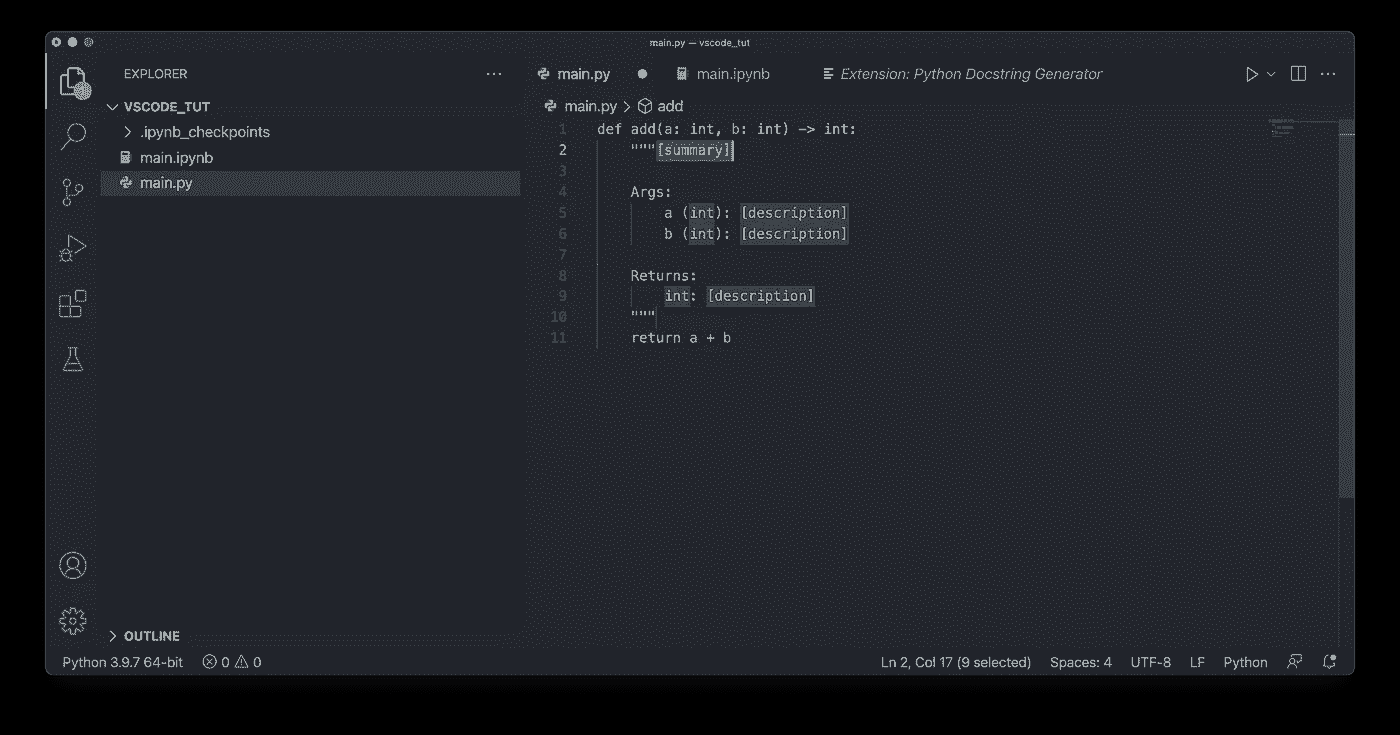 main.py — vscode_tut
EXPLORER
VSCODE_TUT
.ipynb_checkpoints
main.ipynb
main.py
OUTLINE
main.py main.ipynb Extension: Python Docstring Generator
main.py > add
1 def add(a: int, b: int) -> int:
2 """[summary]
3
4 Args:
5 a (int): [description]
6 b (int): [description]
7
8 Returns:
9 int: [description]
10 """
11 return a + b
Python 3.9.7 64-bit 0 0 Ln 2, Col 17 (9 selected) Spaces: 4 UTF-8 LF Python